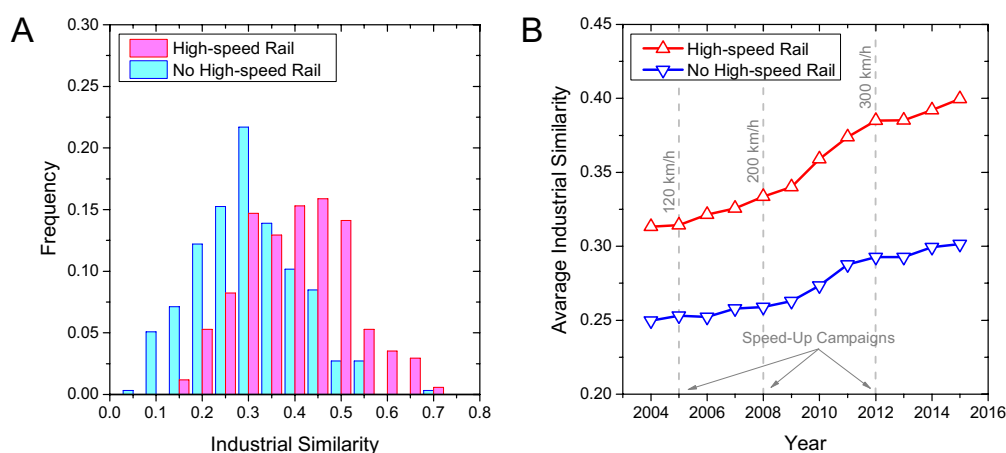 A
High-speed Rail
No High-speed Rail
Frequency
0.30
0.25
0.20
0.15
0.10
0.05
0.00
0.0 0.1 0.2 0.3 0.4 0.5 0.6 0.7 0.8
Industrial Similarity
B
High-speed Rail
No High-speed Rail
Avarage Industrial Similarity
0.45
0.40
0.35
0.30
0.25
0.20
120 km/h
200 km/h
300 km/h
Speed-Up Campaigns
2004 2006 2008 2010 2012 2014 2016
Year